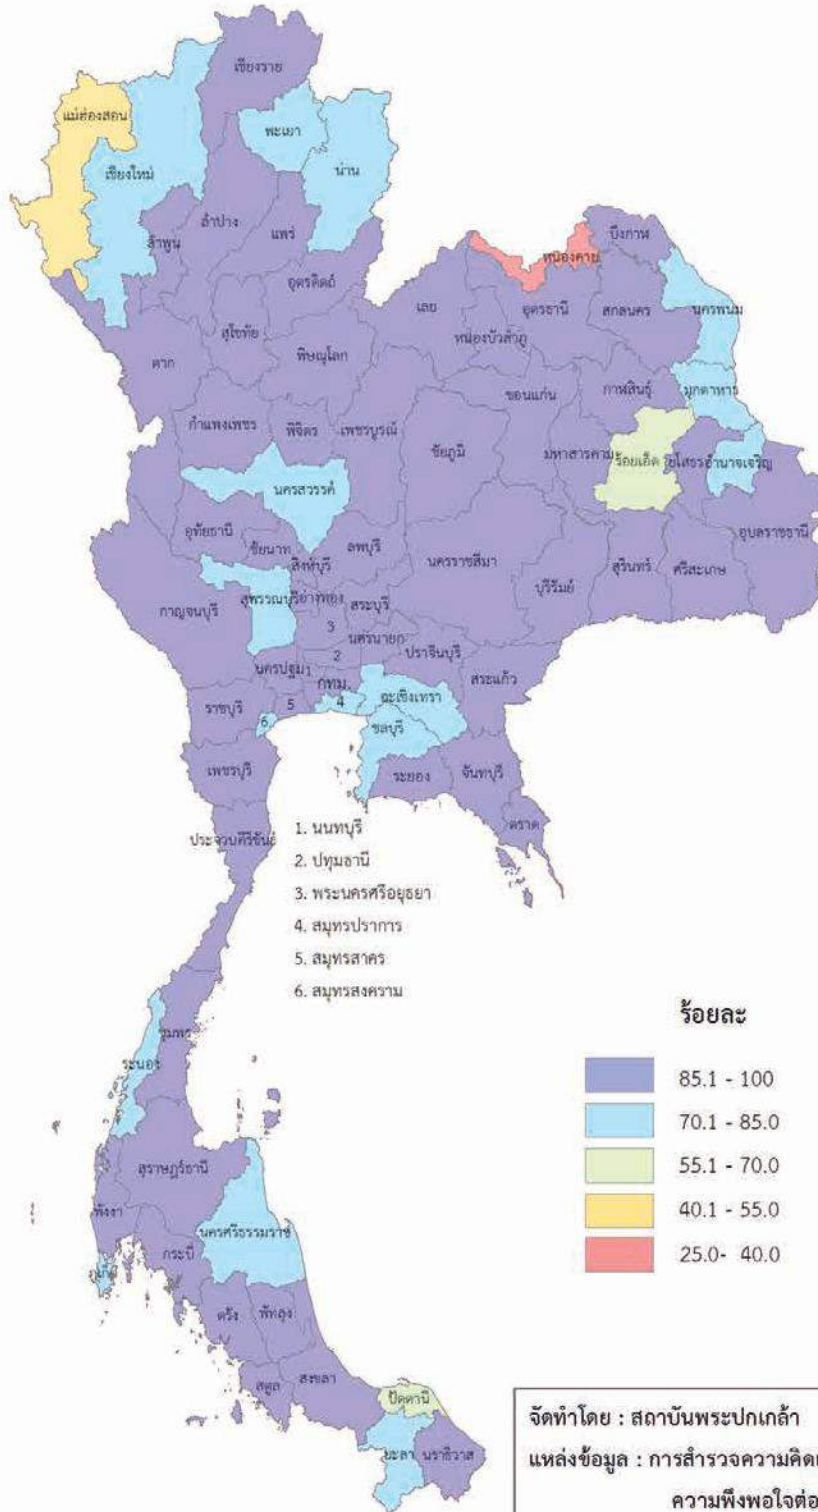 เชียงราย
แม่ฮ่องสอน
พะเยา
เชียงใหม่
น่าน
ลำปาง
แพร่
ลำพูน
บึงกาฬ
หนองคาย
อุตรดิตถ์
เลย
อุดรธานี
สกลนคร
นครพนม
สุโขทัย
หนองบัวลำภู
ตาก
พิษณุโลก
ขอนแก่น
กาฬสินธุ์
มุกดาหาร
กำแพงเพชร
พิจิตร
เพชรบูรณ์
ชัยภูมิ
มหาสารคาม
ร้อยเอ็ด
ยโสธร
อำนาจเจริญ
นครสวรรค์
อุบลราชธานี
อุทัยธานี
ชัยนาท
ลพบุรี
สิงห์บุรี
นครราชสีมา
บุรีรัมย์
สุรินทร์
ศรีสะเกษ
กาญจนบุรี
สุพรรณบุรี
อ่างทอง
สระบุรี
3
นครนายก
ปราจีนบุรี
2
นครปฐม
1
กทม.
สระแก้ว
ฉะเชิงเทรา
ราชบุรี
5
4
6
ชลบุรี
เพชรบุรี
ระยอง
จันทบุรี
ตราด
ประจวบคีรีขันธ์
1. นนทบุรี
2. ปทุมธานี
3. พระนครศรีอยุธยา
4. สมุทรปราการ
5. สมุทรสาคร
6. สมุทรสงคราม
ชุมพร
ระนอง
สุราษฎร์ธานี
พังงา
นครศรีธรรมราช
กระบี่
ภูเก็ต
ตรัง
พัทลุง
สตูล
สงขลา
ปัตตานี
ยะลา
นราธิวาส
ร้อยละ
85.1 - 100
70.1 - 85.0
55.1 - 70.0
40.1 - 55.0
25.0- 40.0
จัดทำโดย : สถาบันพระปกเกล้า
แหล่งข้อมูล : การสำรวจความคิดเ
ความพึงพอใจต่อ